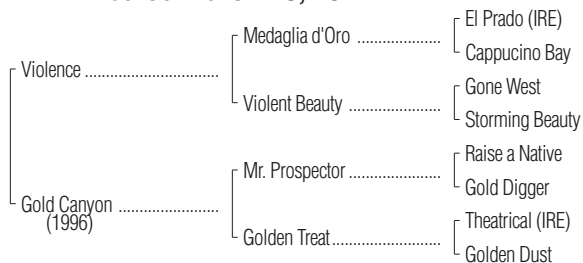 Violence
Gold Canyon
(1996)
Medaglia d'Oro
Violent Beauty
Mr. Prospector
Golden Treat
El Prado (IRE)
Cappucino Bay
Gone West
Storming Beauty
Raise a Native
Gold Digger
Theatrical (IRE)
Golden Dust